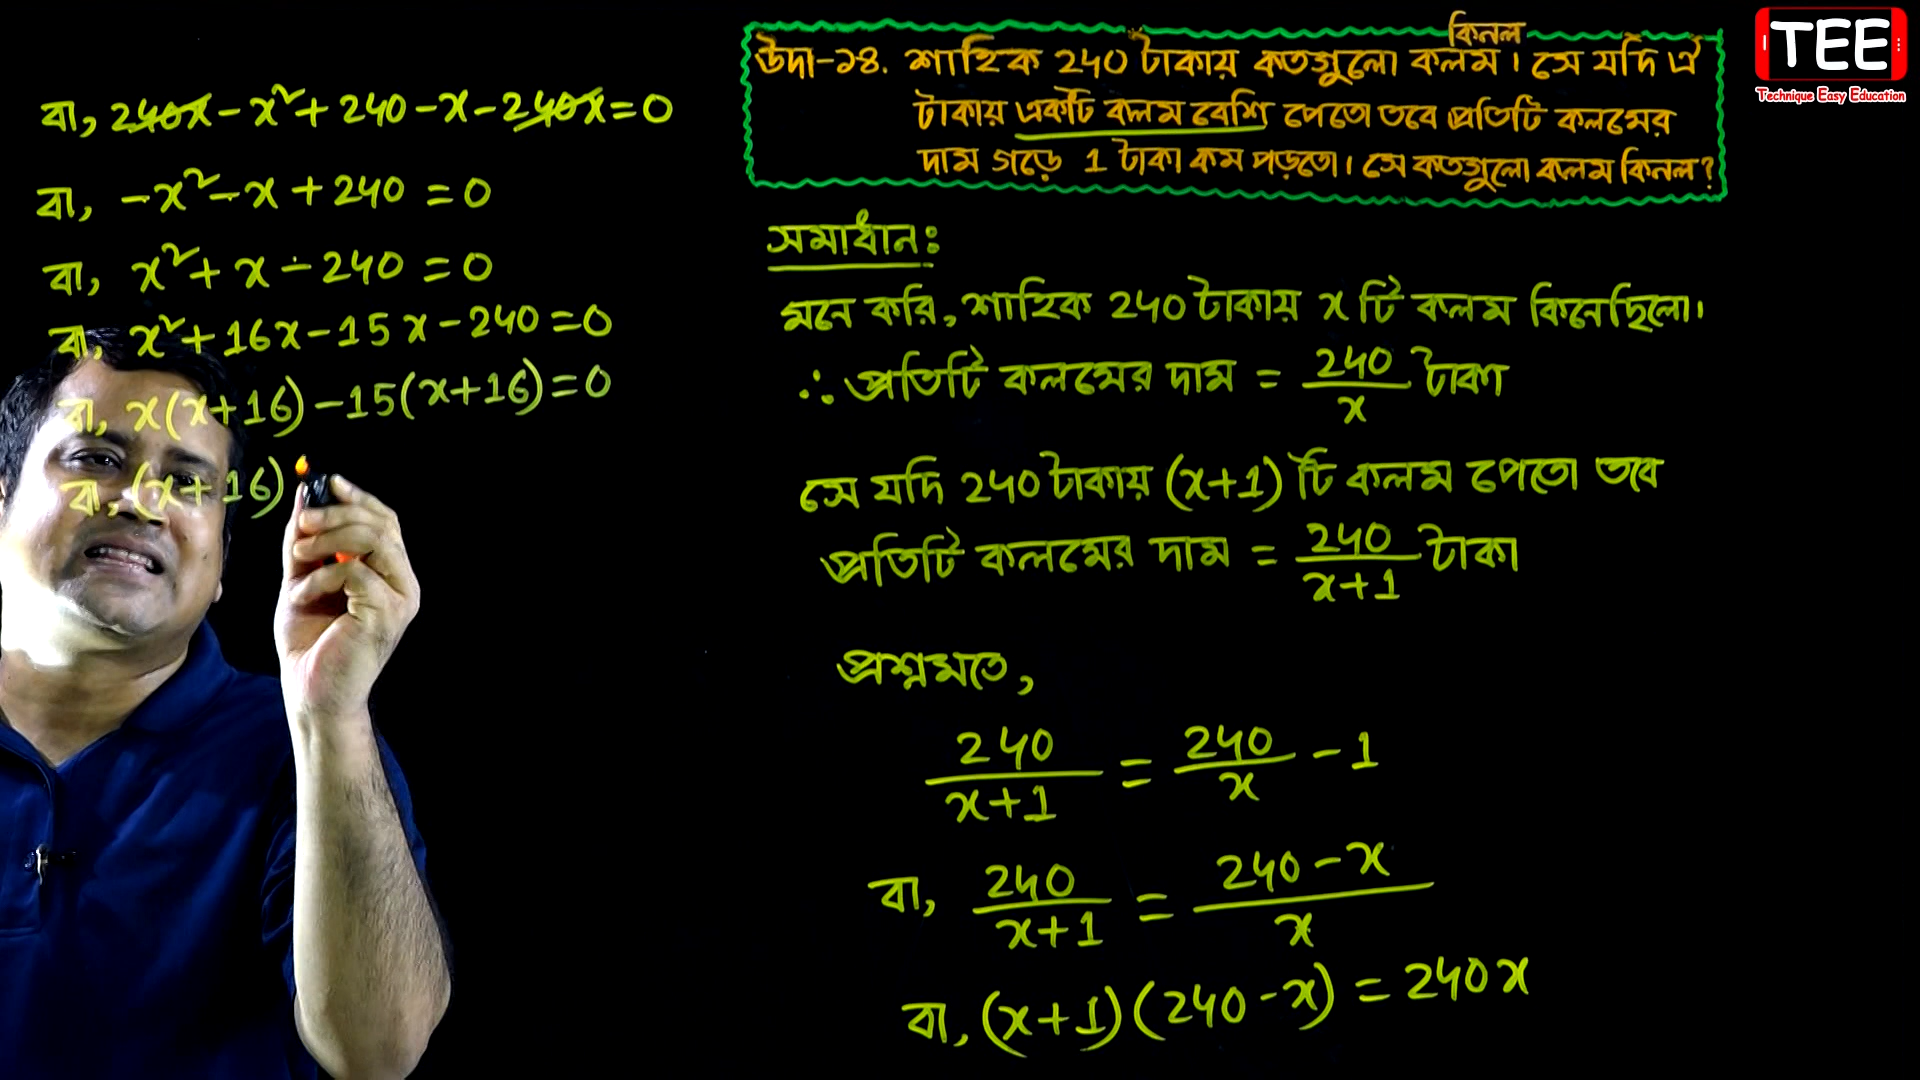 কিনল
উদা-১৪. শাহিক 240 টাকায় কতগুলো কলম। সে যদি ঐ
টাকায় একটি কলম বেশি পেতো তবে প্রতিটি কলমের
দাম গড়ে 1 টাকা কম পড়তো। সে কতগুলো কলম কিনল?
TEE
Technique Easy Education
সমাধান:
মনে করি, শাহিক 240 টাকায় x টি কলম কিনেছিলো।
∴ প্রতিটি কলমের দাম = 240/x টাকা
সে যদি 240 টাকায় (x+1) টি কলম পেতো তবে
প্রতিটি কলমের দাম = 240/(x+1) টাকা
প্রশ্নমতে,
240/(x+1) = 240/x - 1
বা, 240/(x+1) = (240-x)/x
বা, (x+1)(240-x) = 240x
বা, 240x - x² + 240 - x - 240x = 0
বা, -x² - x + 240 = 0
বা, x² + x - 240 = 0
বা, x² + 16x - 15x - 240 = 0
বা, x(x+16) - 15(x+16) = 0
বা, (x+16)